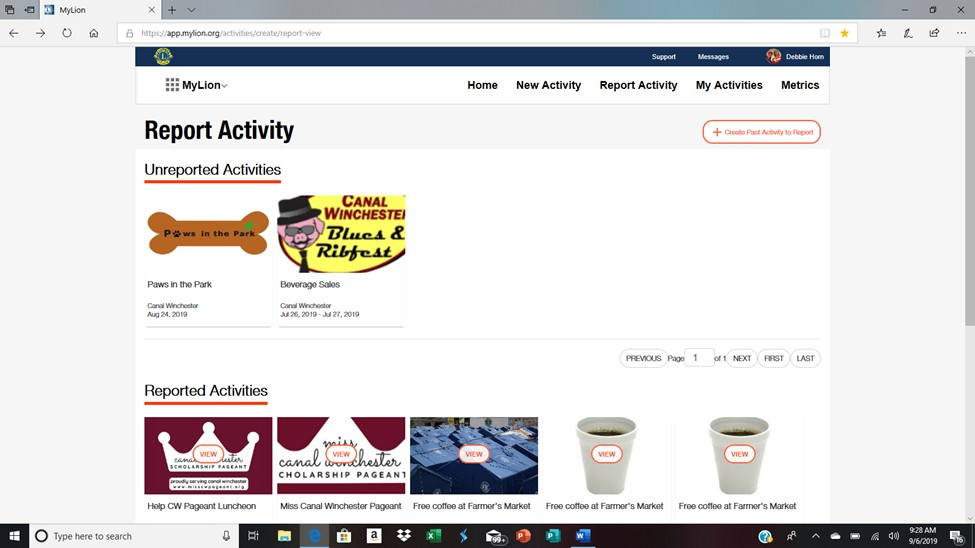 MyLion
https://app.mylion.org/activities/create/report-view
Support
Messages
Debbie Horn
MyLion
Home
New Activity
Report Activity
My Activities
Metrics
Report Activity
+ Create Past Activity to Report
Unreported Activities
Paws in the Park
CANAL
WINCHESTER
Blues &
Ribfest
Paws in the Park
Canal Winchester
Aug 24, 2019
Beverage Sales
Canal Winchester
Jul 26, 2019 - Jul 27, 2019
PREVIOUS Page 1 of 1 NEXT FIRST LAST
Reported Activities
VIEW
SCHOLARSHIP PAGEANT
proudly serving canal winchester
www.misscwpageant.org
miss
canal winchester
CHOLARSHIP PAGEANT
VIEW
VIEW
VIEW
VIEW
Help CW Pageant Luncheon
Miss Canal Winchester Pageant
Free coffee at Farmer's Market
Free coffee at Farmer's Market
Free coffee at Farmer's Market
Type here to search
99+
9:28 AM
9/6/2019
16